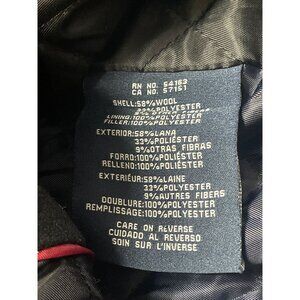 RN NO. 54163
CA NO. 57151
SHELL:58%WOOL
33%POLYESTER
9%OTHER FIBERS
LINING:100%POLYESTER
FILLER:100%POLYESTER
EXTERIOR:58%LANA
33%POLIÉSTER
9%OTRAS FIBRAS
FORRO:100%POLIÉSTER
RELLENO:100%POLIÉSTER
EXTÉRIEUR:58%LAINE
33%POLYESTER
9%AUTRES FIBRES
DOUBLURE:100%POLYESTER
REMPLISSAGE:100%POLYESTER
CARE ON REVERSE
CUIDADO AL REVERSO
SOIN SUR L'INVERSE